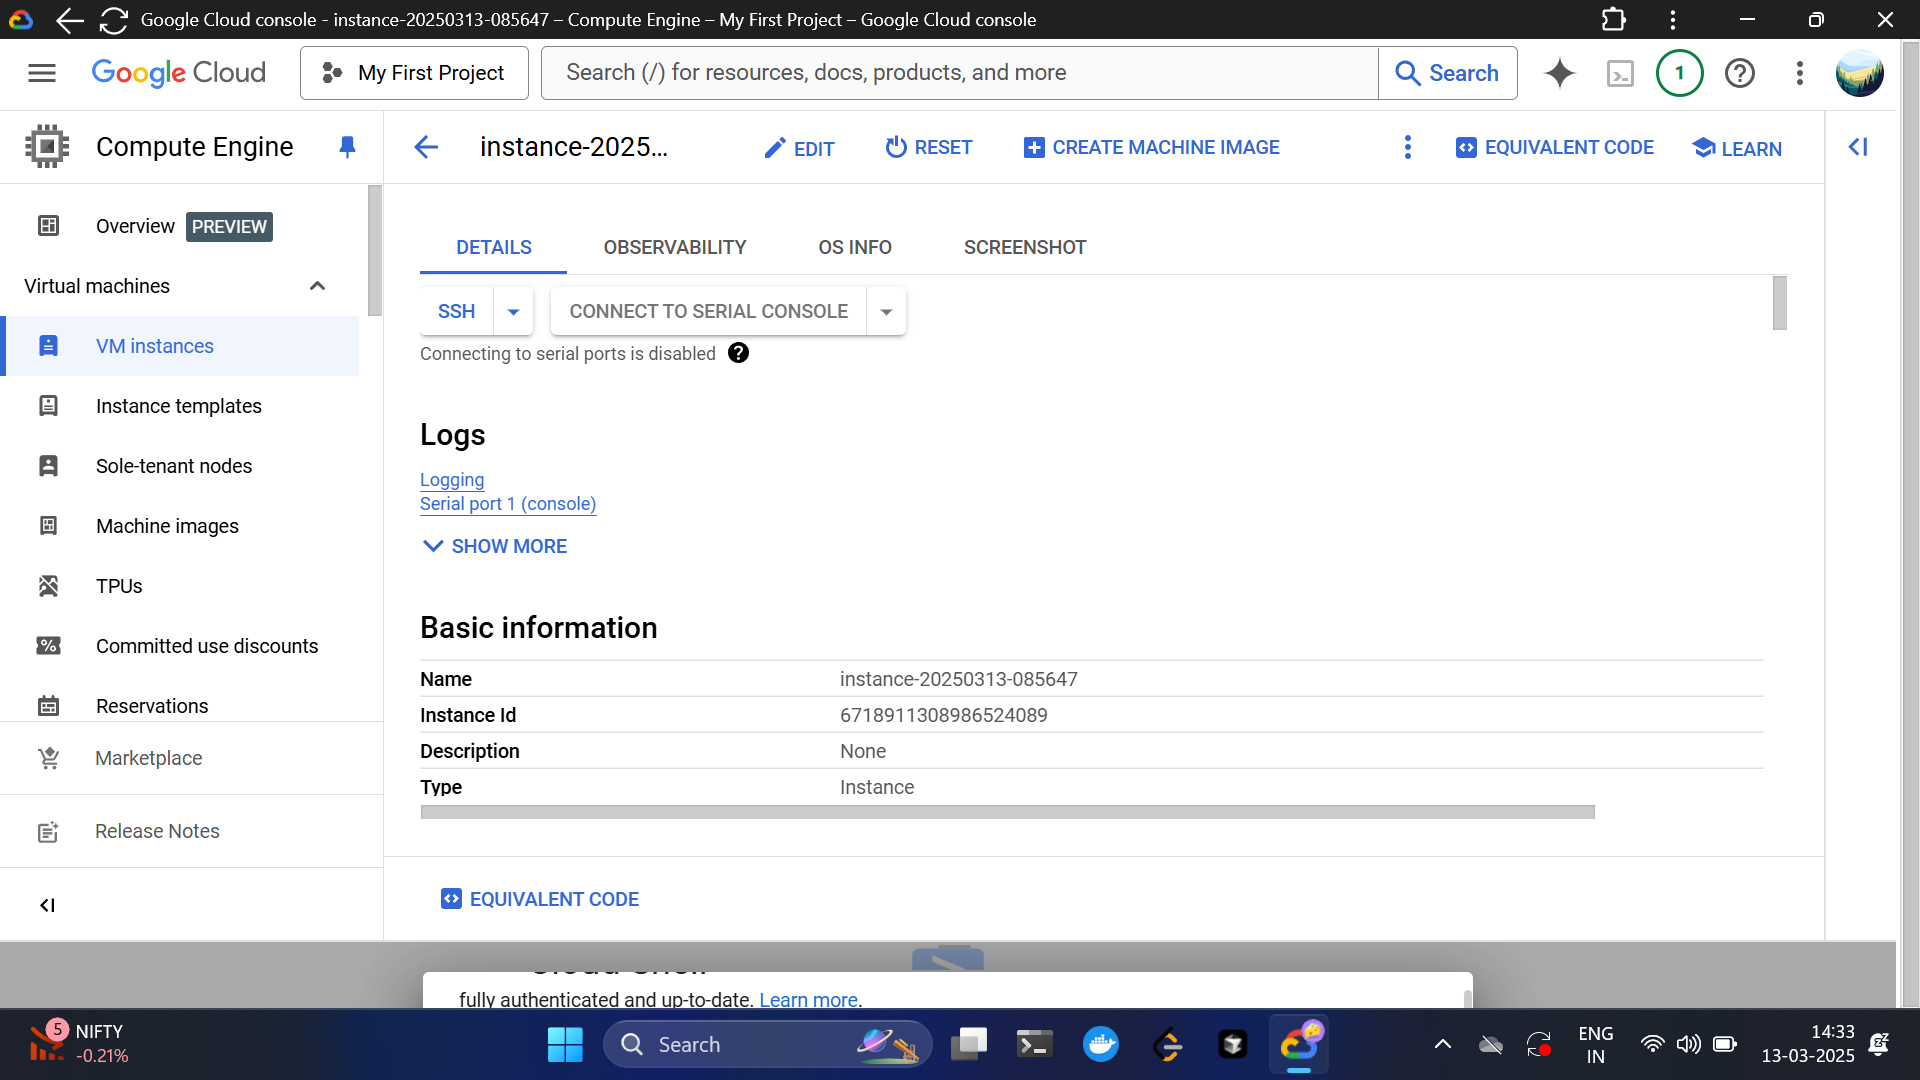 Google Cloud console - instance-20250313-085647 – Compute Engine – My First Project – Google Cloud console
Google Cloud
My First Project
Search (/) for resources, docs, products, and more
Search
1
Compute Engine
instance-2025...
EDIT
RESET
CREATE MACHINE IMAGE
EQUIVALENT CODE
LEARN
Overview PREVIEW
Virtual machines
VM instances
Instance templates
Sole-tenant nodes
Machine images
TPUs
Committed use discounts
Reservations
Marketplace
Release Notes
DETAILS
OBSERVABILITY
OS INFO
SCREENSHOT
SSH
CONNECT TO SERIAL CONSOLE
Connecting to serial ports is disabled
Logs
Logging
Serial port 1 (console)
SHOW MORE
Basic information
Name instance-20250313-085647
Instance Id 6718911308986524089
Description None
Type Instance
EQUIVALENT CODE
Cloud Shell
fully authenticated and up-to-date. Learn more.
5
NIFTY
-0.21%
Search
ENG
IN
14:33
13-03-2025